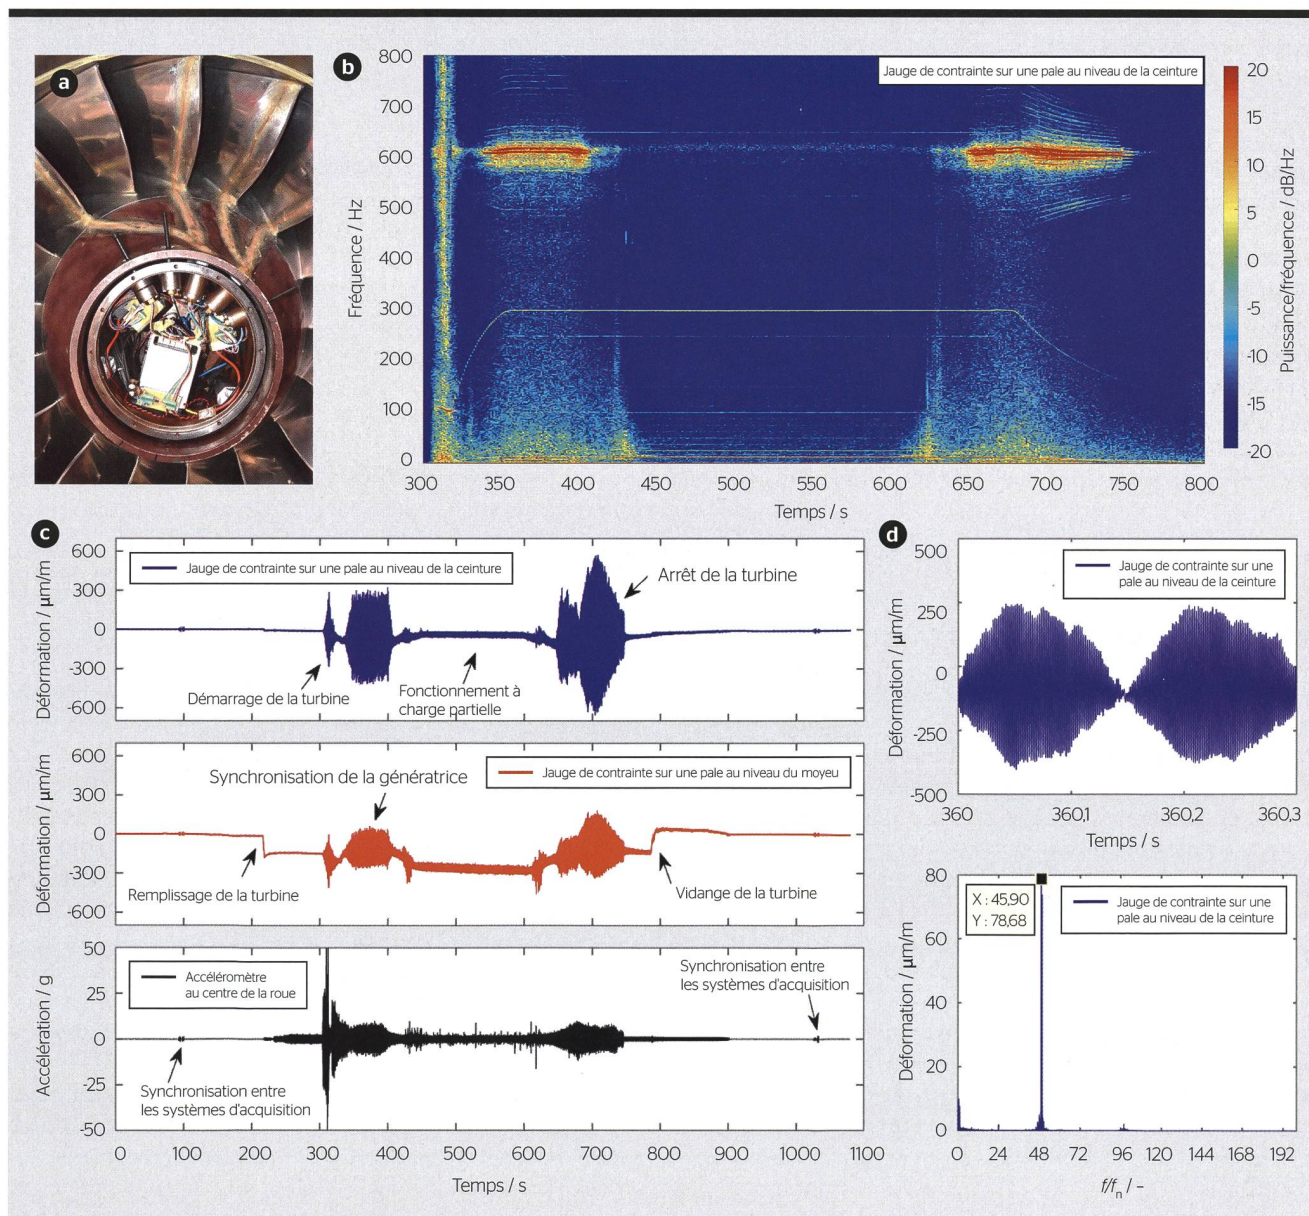 a
b
800
700
600
500
400
300
200
100
0
Fréquence / Hz
Jauge de contrainte sur une pale au niveau de la ceinture
300
350
400
450
500
550
600
650
700
750
800
Temps / s
20
15
10
5
0
-5
-10
-15
-20
Puissance/fréquence / dB/Hz
c
600
300
0
-300
-600
Déformation / µm/m
Jauge de contrainte sur une pale au niveau de la ceinture
Arrêt de la turbine
Démarrage de la turbine
Fonctionnement à
charge partielle
600
300
0
-300
-600
Déformation / µm/m
Synchronisation de la génératrice
Jauge de contrainte sur une pale au niveau du moyeu
Remplissage de la turbine
Vidange de la turbine
50
25
0
-25
-50
Accélération / g
Accéléromètre
au centre de la roue
Synchronisation entre
les systèmes d'acquisition
Synchronisation entre
les systèmes d'acquisition
0
100
200
300
400
500
600
700
800
900
1000
1100
Temps / s
d
500
250
0
-250
-500
Déformation / µm/m
Jauge de contrainte sur une
pale au niveau de la ceinture
360
360,1
360,2
360,3
Temps / s
80
60
40
20
0
Déformation / µm/m
X : 45,90
Y : 78,68
Jauge de contrainte sur une
pale au niveau de la ceinture
0
24
48
72
96
120
144
168
192
f/fn / –